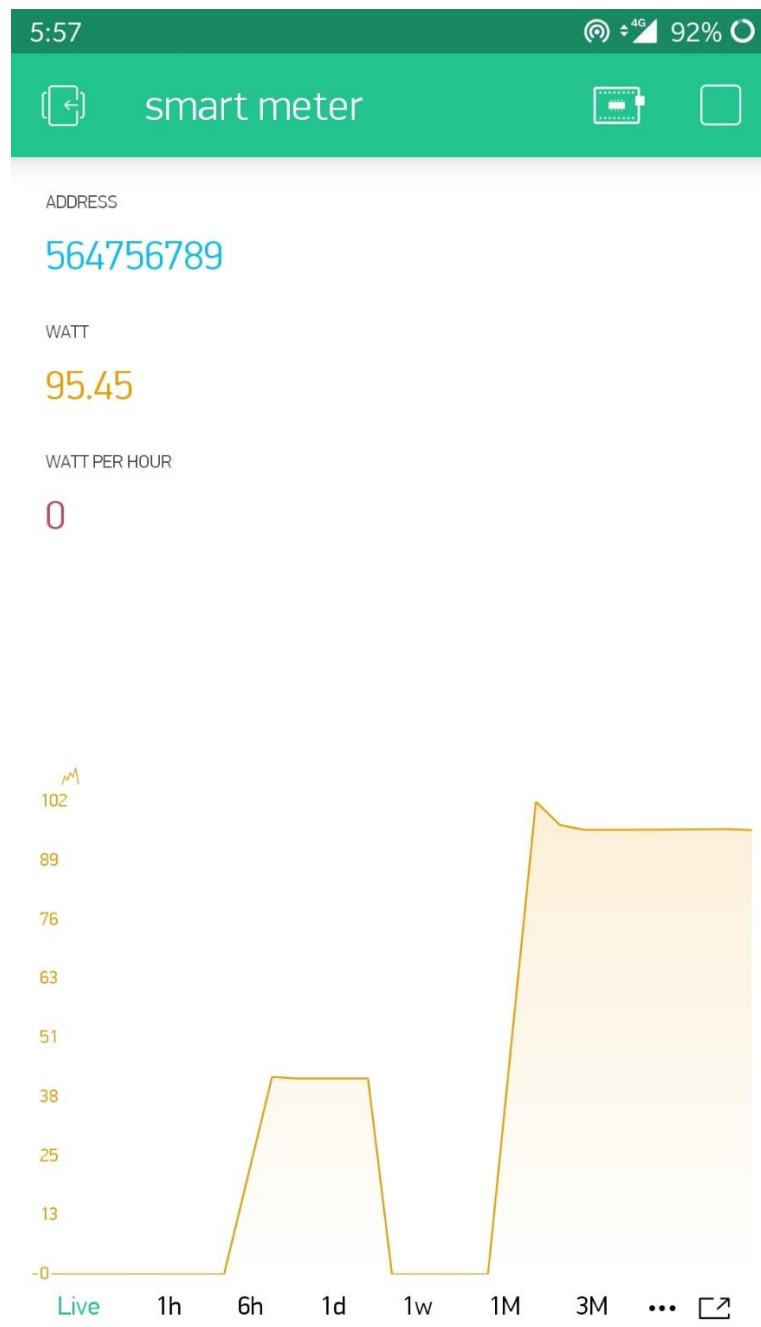 5:57 4G 92%
smart meter
ADDRESS
564756789
WATT
95.45
WATT PER HOUR
0
102
89
76
63
51
38
25
13
-0
Live 1h 6h 1d 1w 1M 3M ...